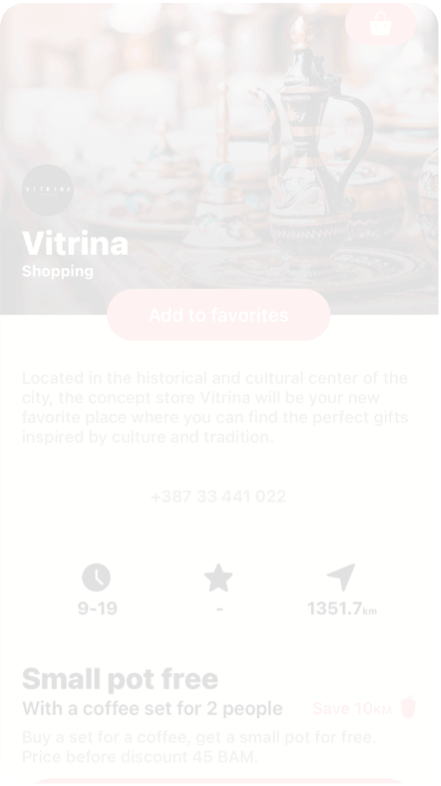 VITRINA
Vitrina
Shopping
Add to favorites
Located in the historical and cultural center of the
city, the concept store Vitrina will be your new
favorite place where you can find the perfect gifts
inspired by culture and tradition.
+387 33 441 022
9-19
-
1351.7km
Small pot free
With a coffee set for 2 people
Save 10KM
Buy a set for a coffee, get a small pot for free.
Price before discount 45 BAM.